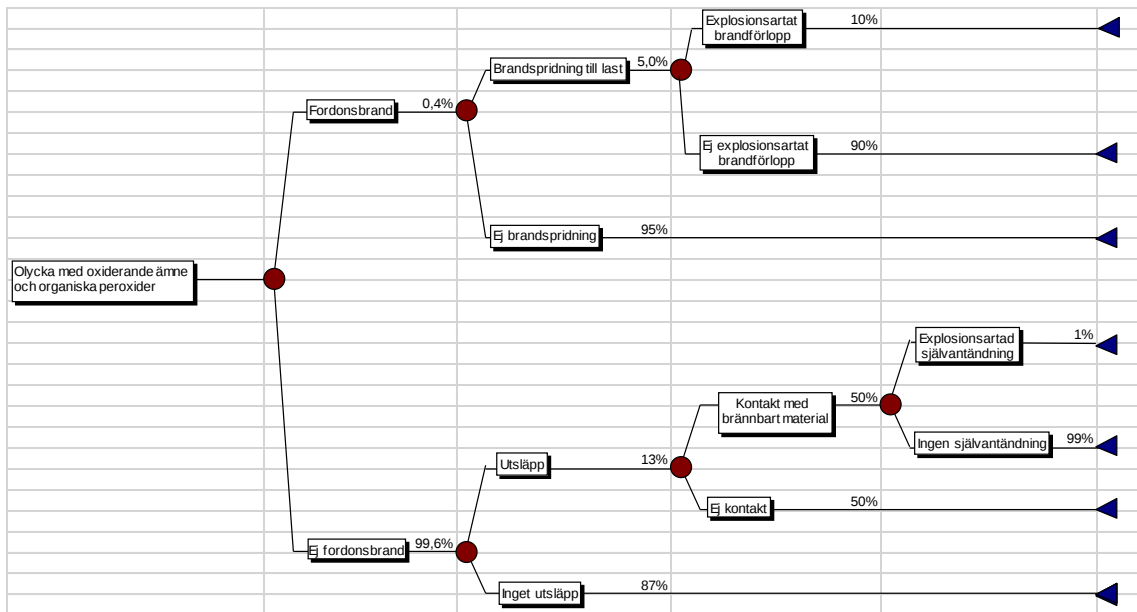 Explosionsartat
brandförlopp
10%
Brandspridning till last
5,0%
Fordonsbrand
0,4%
Ej explosionsartat
brandförlopp
90%
Ej brandspridning
95%
Olycka med oxiderande ämne
och organiska peroxider
Explosionsartad
självantändning
1%
Kontakt med
brännbart material
50%
Ingen självantändning
99%
Utsläpp
13%
Ej kontakt
50%
Ej fordonsbrand
99,6%
Inget utsläpp
87%